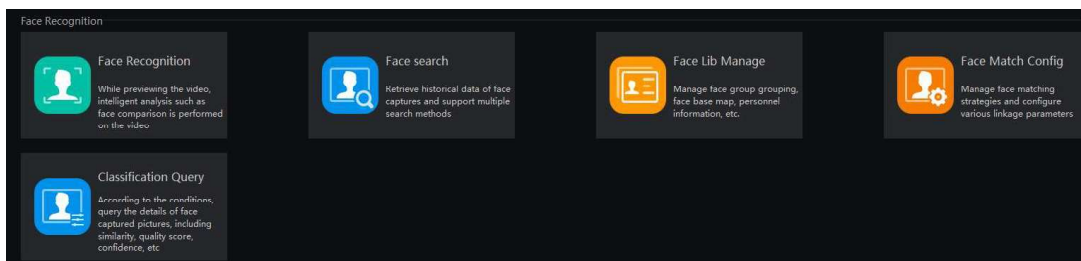 Face Recognition
Face Recognition
While previewing the video,
intelligent analysis such as
face comparison is performed
on the video
Face search
Retrieve historical data of face
captures and support multiple
search methods
Face Lib Manage
Manage face group grouping,
face base map, personnel
information, etc.
Face Match Config
Manage face matching
strategies and configure
various linkage parameters
Classification Query
According to the conditions,
query the details of face
captured pictures, including
similarity, quality score,
confidence, etc